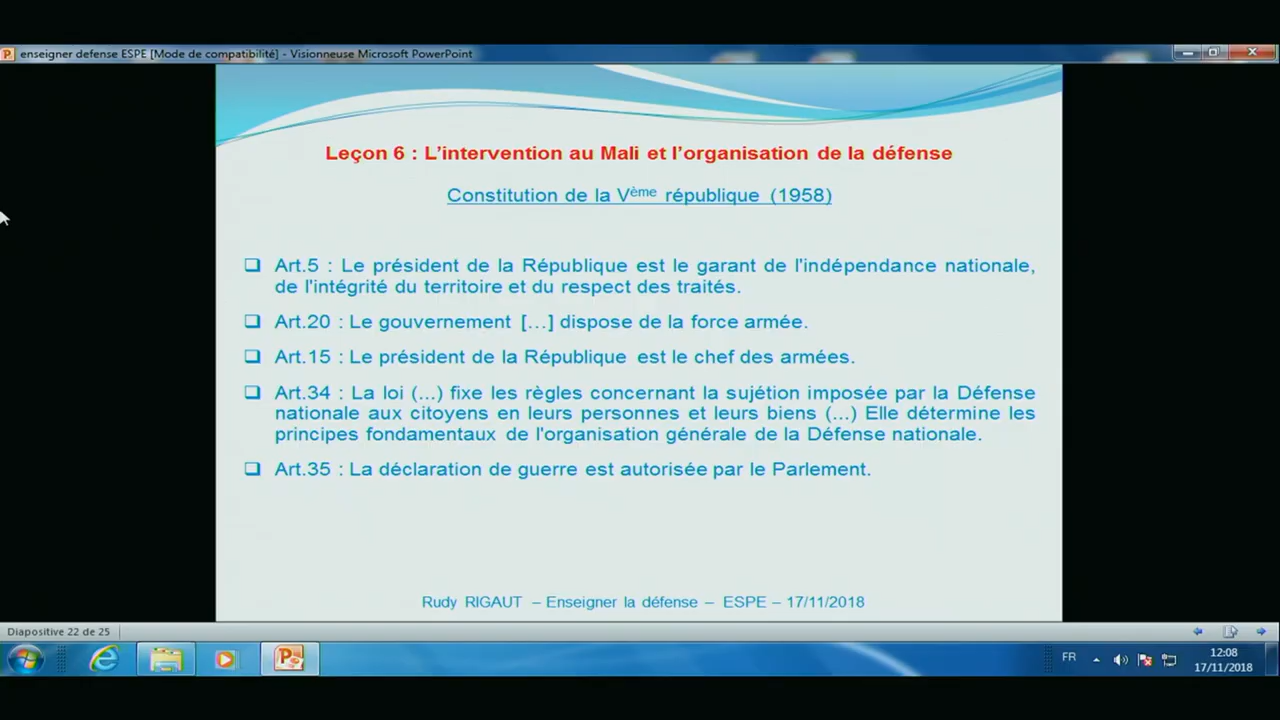 enseigner defense ESPE [Mode de compatibilité] - Visionneuse Microsoft PowerPoint
Leçon 6 : L'intervention au Mali et l'organisation de la défense
Constitution de la Vème république (1958)
Art.5 : Le président de la République est le garant de l'indépendance nationale,
de l'intégrité du territoire et du respect des traités.
Art.20 : Le gouvernement […] dispose de la force armée.
Art.15 : Le président de la République est le chef des armées.
Art.34 : La loi (...) fixe les règles concernant la sujétion imposée par la Défense
nationale aux citoyens en leurs personnes et leurs biens (...) Elle détermine les
principes fondamentaux de l'organisation générale de la Défense nationale.
Art.35 : La déclaration de guerre est autorisée par le Parlement.
Rudy RIGAUT – Enseigner la défense – ESPE – 17/11/2018
Diapositive 22 de 25
FR
12:08
17/11/2018